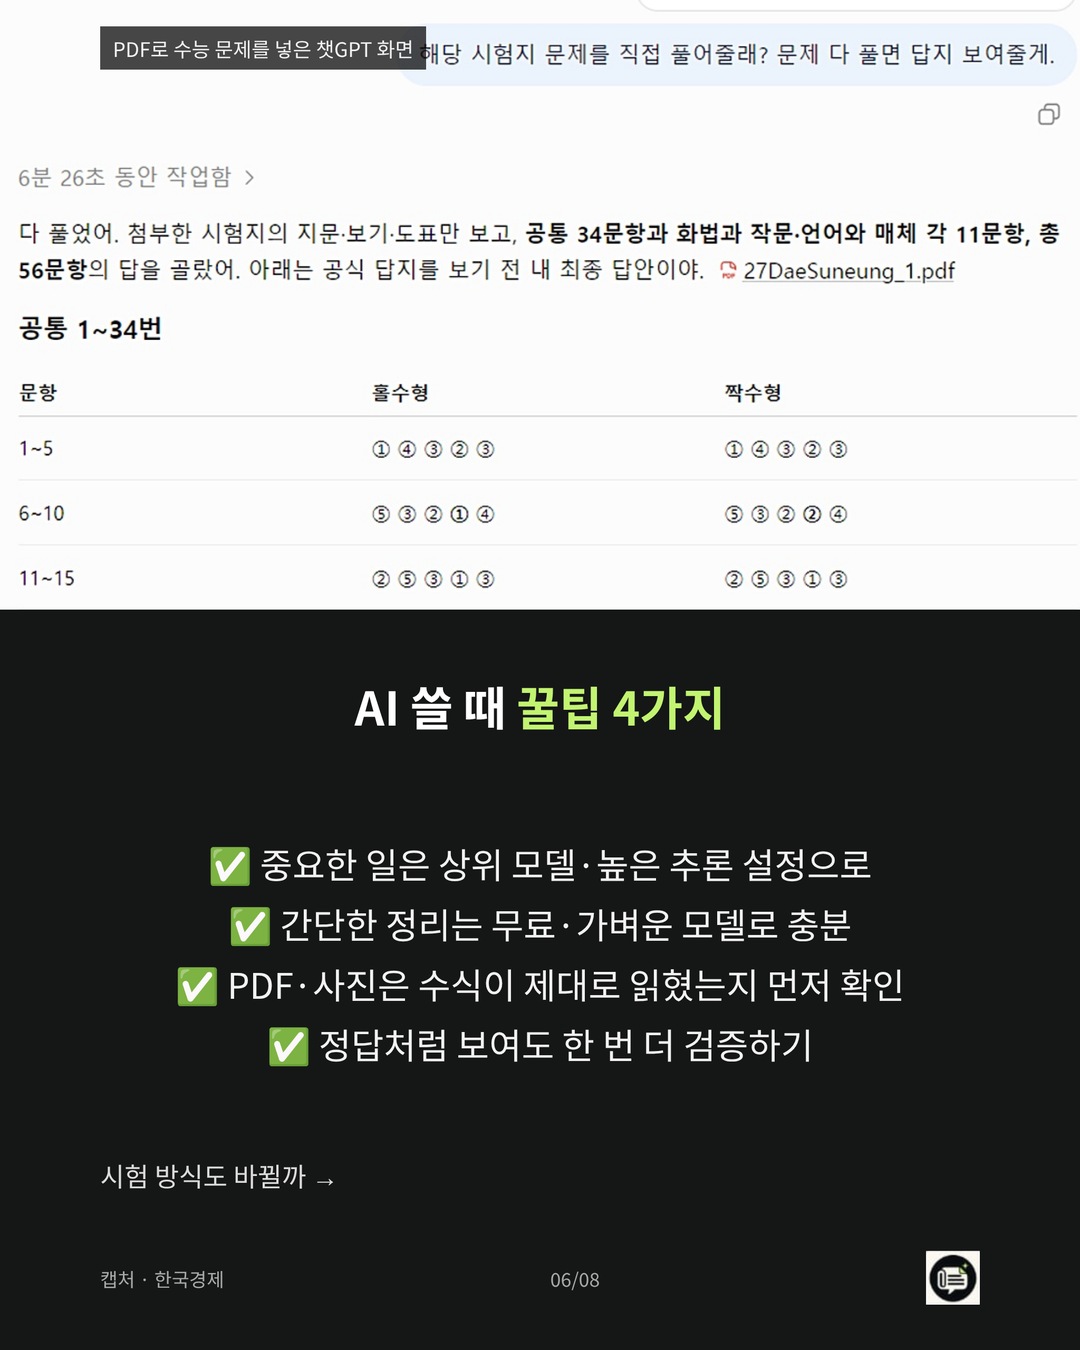 PDF로 수능 문제를 넣은 챗GPT 화면
해당 시험지 문제를 직접 풀어줄래? 문제 다 풀면 답지 보여줄게.
6분 26초 동안 작업함 >
다 풀었어. 첨부한 시험지의 지문·보기·도표만 보고, 공통 34문항과 화법과 작문·언어와 매체 각 11문항, 총
56문항의 답을 골랐어. 아래는 공식 답지를 보기 전 내 최종 답안이야. 27DaeSuneung_1.pdf
공통 1~34번
문항 홀수형 짝수형
1~5 ① ④ ③ ② ③ ① ④ ③ ② ③
6~10 ⑤ ③ ② ① ④ ⑤ ③ ② ② ④
11~15 ② ⑤ ③ ① ③ ② ⑤ ③ ① ③
AI 쓸 때 꿀팁 4가지
✅ 중요한 일은 상위 모델·높은 추론 설정으로
✅ 간단한 정리는 무료·가벼운 모델로 충분
✅ PDF·사진은 수식이 제대로 읽혔는지 먼저 확인
✅ 정답처럼 보여도 한 번 더 검증하기
시험 방식도 바뀔까 →
캡처 · 한국경제
06/08